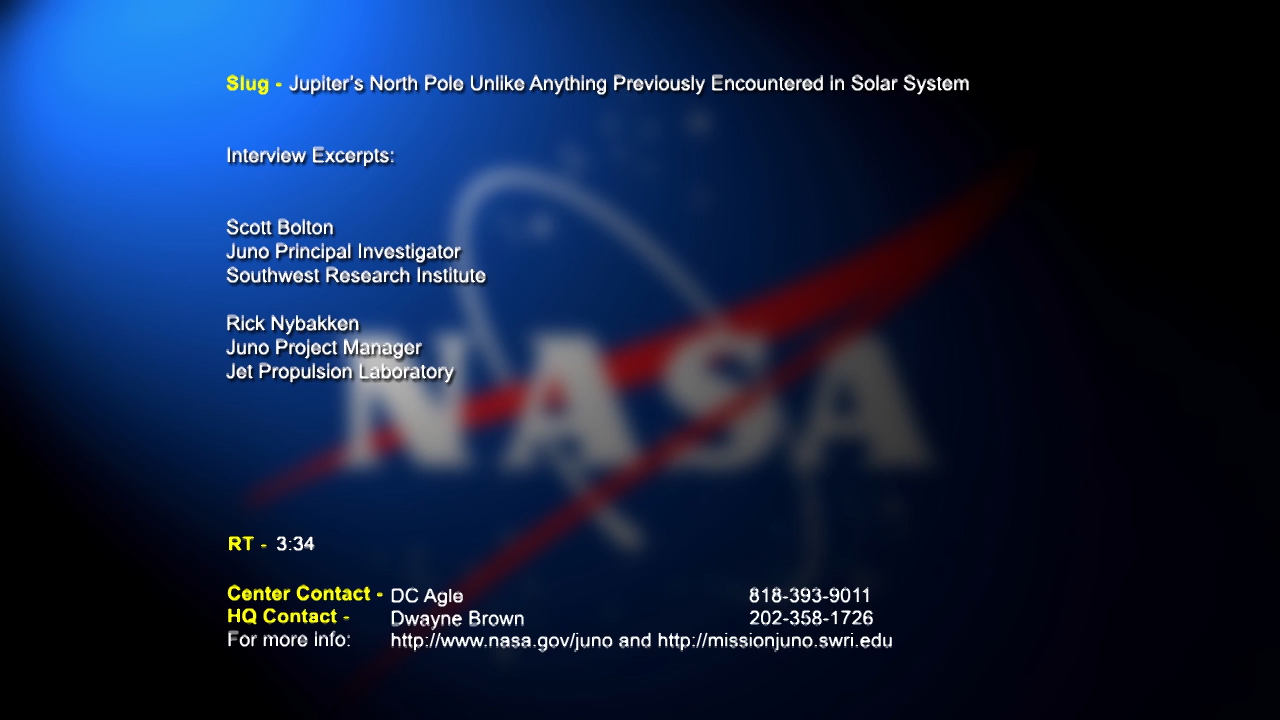 Slug - Jupiter's North Pole Unlike Anything Previously Encountered in Solar System
Interview Excerpts:
Scott Bolton
Juno Principal Investigator
Southwest Research Institute
Rick Nybakken
Juno Project Manager
Jet Propulsion Laboratory
NASA
RT - 3:34
Center Contact - DC Agle 818-393-9011
HQ Contact - Dwayne Brown 202-358-1726
For more info: http://www.nasa.gov/juno and http://missionjuno.swri.edu